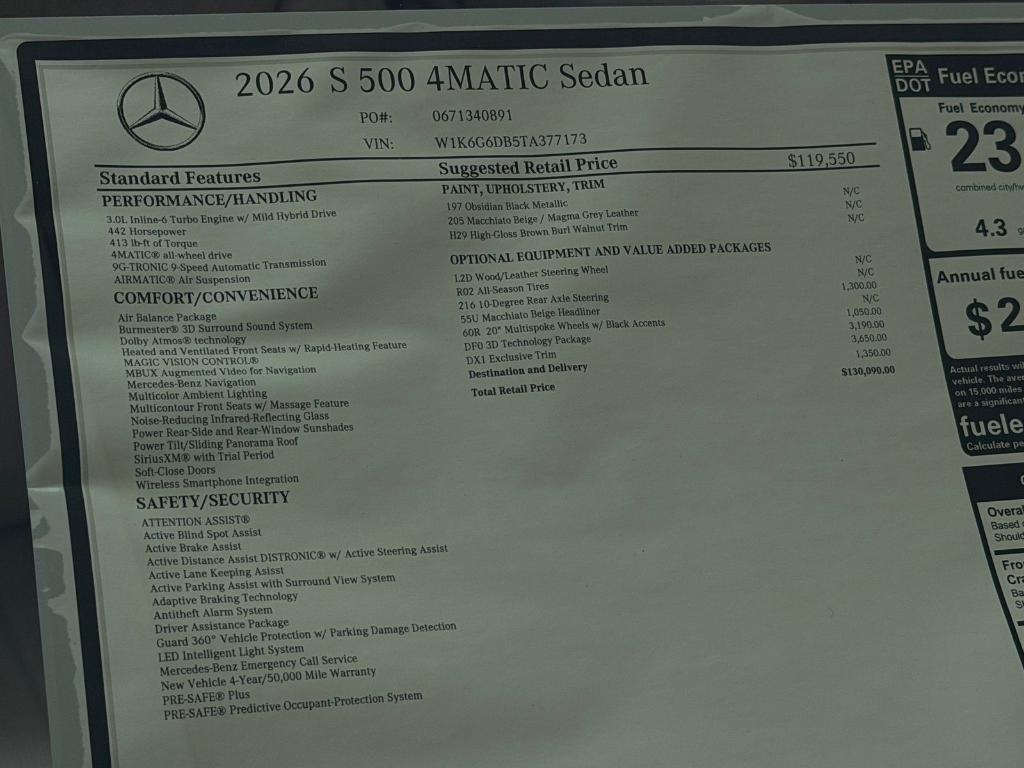 2026 S 500 4MATIC Sedan
PO#: 0671340891
VIN: W1K6G6DB5TA377173
Standard Features
PERFORMANCE/HANDLING
3.0L Inline-6 Turbo Engine w/ Mild Hybrid Drive
442 Horsepower
413 lb-ft of Torque
4MATIC® all-wheel drive
9G-TRONIC 9-Speed Automatic Transmission
AIRMATIC® Air Suspension
COMFORT/CONVENIENCE
Air Balance Package
Burmester® 3D Surround Sound System
Dolby Atmos® technology
Heated and Ventilated Front Seats w/ Rapid-Heating Feature
MAGIC VISION CONTROL®
MBUX Augmented Video for Navigation
Mercedes-Benz Navigation
Multicolor Ambient Lighting
Multicontour Front Seats w/ Massage Feature
Noise-Reducing Infrared-Reflecting Glass
Power Rear-Side and Rear-Window Sunshades
Power Tilt/Sliding Panorama Roof
SiriusXM® with Trial Period
Soft-Close Doors
Wireless Smartphone Integration
SAFETY/SECURITY
ATTENTION ASSIST®
Active Blind Spot Assist
Active Brake Assist
Active Distance Assist DISTRONIC® w/ Active Steering Assist
Active Lane Keeping Asisst
Active Parking Assist with Surround View System
Adaptive Braking Technology
Antitheft Alarm System
Driver Assistance Package
Guard 360° Vehicle Protection w/ Parking Damage Detection
LED Intelligent Light System
Mercedes-Benz Emergency Call Service
New Vehicle 4-Year/50,000 Mile Warranty
PRE-SAFE® Plus
PRE-SAFE® Predictive Occupant-Protection System
Suggested Retail Price $119,550
PAINT, UPHOLSTERY, TRIM
197 Obsidian Black Metallic N/C
205 Macchiato Beige / Magma Grey Leather N/C
H29 High-Gloss Brown Burl Walnut Trim N/C
OPTIONAL EQUIPMENT AND VALUE ADDED PACKAGES
L2D Wood/Leather Steering Wheel N/C
R02 All-Season Tires N/C
216 10-Degree Rear Axle Steering 1,300.00
55U Macchiato Beige Headliner N/C
60R 20" Multispoke Wheels w/ Black Accents 1,050.00
DF0 3D Technology Package 3,190.00
DX1 Exclusive Trim 3,650.00
Destination and Delivery 1,350.00
Total Retail Price $130,090.00
EPA
DOT
Fuel Econ
Fuel Economy
23
combined city/hw
4.3
Annual fue
$2
Actual results wil
vehicle. The aver
on 15,000 miles
are a significant
fuele
Calculate pe
Overal
Based o
Should
Fro
Cra
Ba